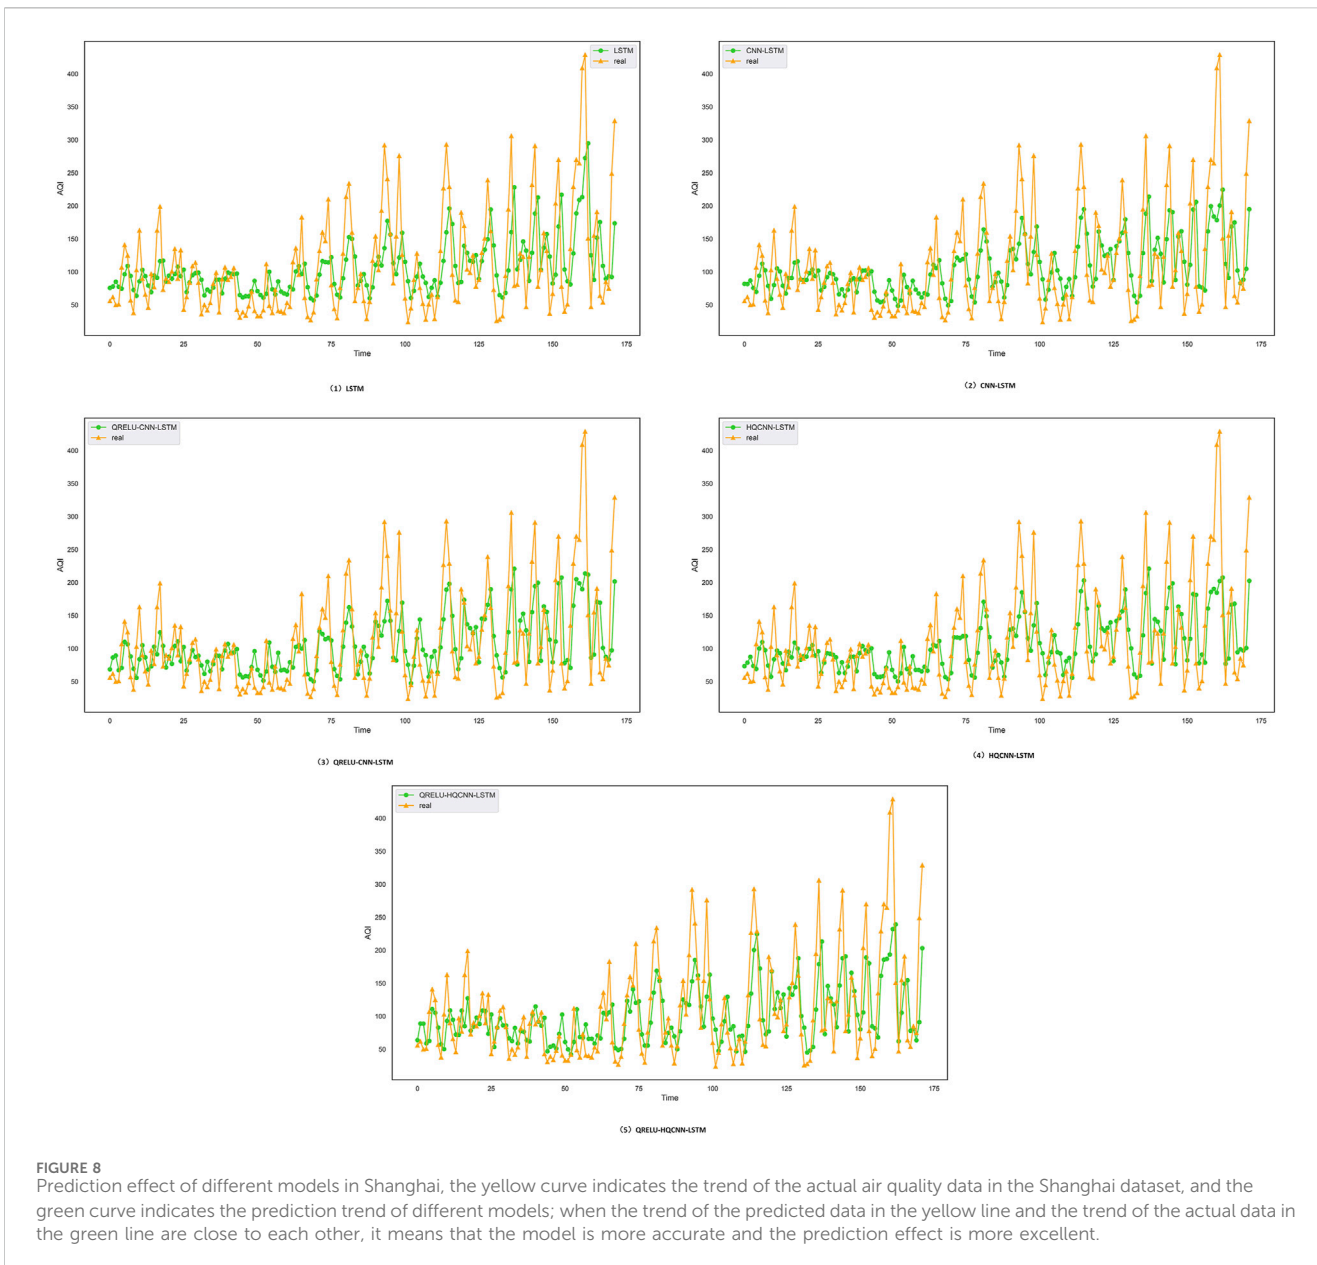 LSTM
real
400
350
300
250
200
150
100
50
AQI
0
25
50
75
100
125
150
175
Time
（1）LSTM
CNN-LSTM
real
400
350
300
250
200
150
100
50
AQI
0
25
50
75
100
125
150
175
Time
（2）CNN-LSTM
QRELU-CNN-LSTM
real
400
350
300
250
200
150
100
50
AQI
0
25
50
75
100
125
150
175
Time
（3）QRELU-CNN-LSTM
HQCNN-LSTM
real
400
350
300
250
200
150
100
50
AQI
0
25
50
75
100
125
150
175
Time
（4）HQCNN-LSTM
QRELU-HQCNN-LSTM
real
400
350
300
250
200
150
100
50
AQI
0
25
50
75
100
125
150
175
Time
（5）QRELU-HQCNN-LSTM
FIGURE 8
Prediction effect of different models in Shanghai, the yellow curve indicates the trend of the actual air quality data in the Shanghai dataset, and the
green curve indicates the prediction trend of different models; when the trend of the predicted data in the yellow line and the trend of the actual data in
the green line are close to each other, it means that the model is more accurate and the prediction effect is more excellent.